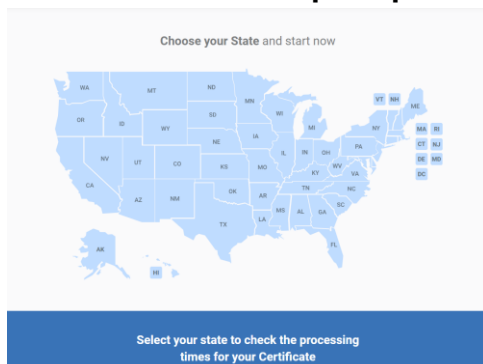 Choose your State and start now
WA
MT
ND
MN
VT NH
ME
OR
ID
SD
WI
MI
NY
WY
IA
MA RI
NV
NE
IL
IN
OH
PA
CT NJ
UT
CO
KS
MO
WV
VA
DE MD
CA
KY
DC
AZ
NM
OK
AR
TN
NC
TX
LA
MS
AL
GA
SC
FL
AK
HI
Select your state to check the processing
times for your Certificate